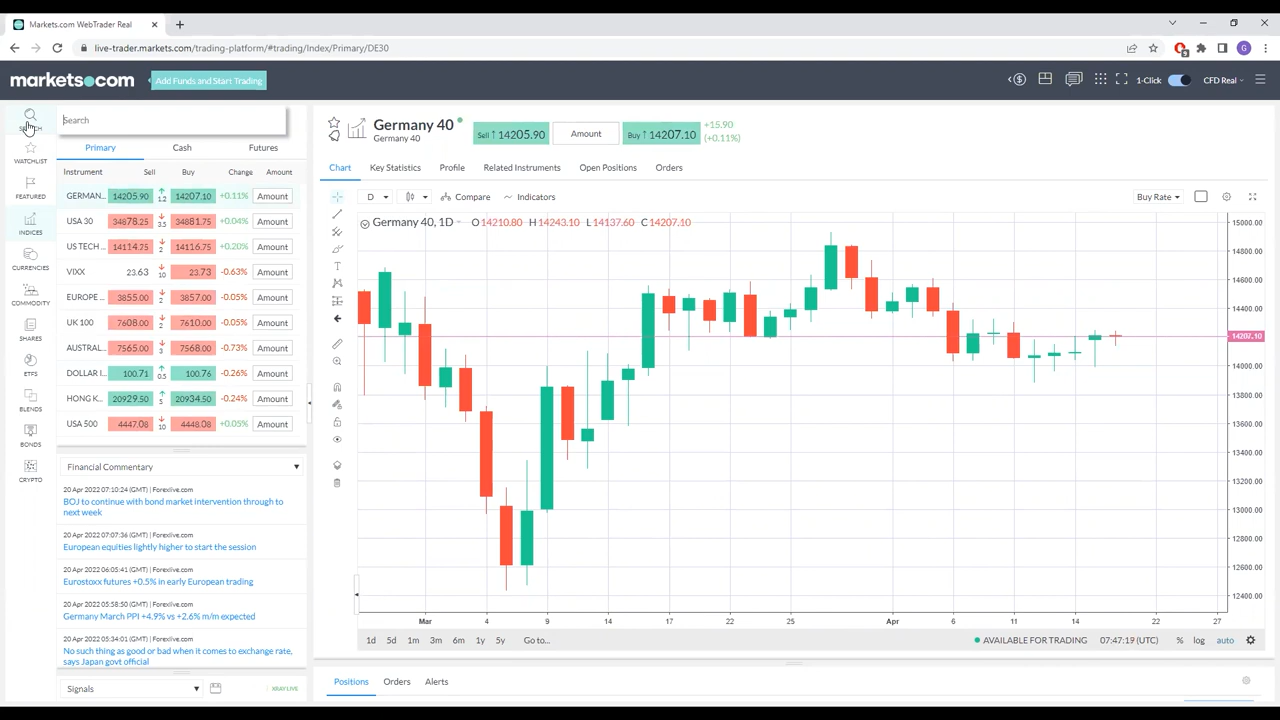 Markets.com WebTrader Real
live-trader.markets.com/trading-platform/#trading/Index/Primary/DE30
G
markets.com
Add Funds and Start Trading
1-Click
CFD Real
SEARCH
WATCHLIST
FEATURED
INDICES
CURRENCIES
COMMODITY
SHARES
ETFS
BLENDS
BONDS
CRYPTO
Search
Primary Cash Futures
Instrument Sell Buy Change Amount
GERMAN... 14205.90 1.2 14207.10 +0.11% Amount
USA 30 34878.25 3.5 34881.75 +0.04% Amount
US TECH ... 14114.75 2 14116.75 +0.20% Amount
VIXX 23.63 10 23.73 -0.63% Amount
EUROPE ... 3855.00 2 3857.00 -0.05% Amount
UK 100 7608.00 2 7610.00 -0.05% Amount
AUSTRAL... 7565.00 3 7568.00 -0.73% Amount
DOLLAR I... 100.71 0.5 100.76 -0.26% Amount
HONG K... 20929.50 5 20934.50 -0.24% Amount
USA 500 4447.08 10 4448.08 +0.05% Amount
Financial Commentary
20 Apr 2022 07:10:24 (GMT) | Forexlive.com
BOJ to continue with bond market intervention through to
next week
20 Apr 2022 07:07:36 (GMT) | Forexlive.com
European equities lightly higher to start the session
20 Apr 2022 06:05:41 (GMT) | Forexlive.com
Eurostoxx futures +0.5% in early European trading
20 Apr 2022 05:58:50 (GMT) | Forexlive.com
Germany March PPI +4.9% vs +2.6% m/m expected
20 Apr 2022 05:34:01 (GMT) | Forexlive.com
No such thing as good or bad when it comes to exchange rate,
says Japan govt official
Signals
XRAY LIVE
Germany 40
Germany 40
Sell ↑ 14205.90
Amount
Buy ↑ 14207.10
+15.90
(+0.11%)
Chart Key Statistics Profile Related Instruments Open Positions Orders
D Compare Indicators Buy Rate
Germany 40, 1D O 14210.80 H 14243.10 L 14137.60 C 14207.10
15000.00
14800.00
14600.00
14400.00
14207.10
14000.00
13800.00
13600.00
13400.00
13200.00
13000.00
12800.00
12600.00
12400.00
Mar 4 9 14 17 22 25 Apr 6 11 14 22 27
1d 5d 1m 3m 6m 1y 5y Go to...
AVAILABLE FOR TRADING 07:47:19 (UTC) % log auto
Positions Orders Alerts